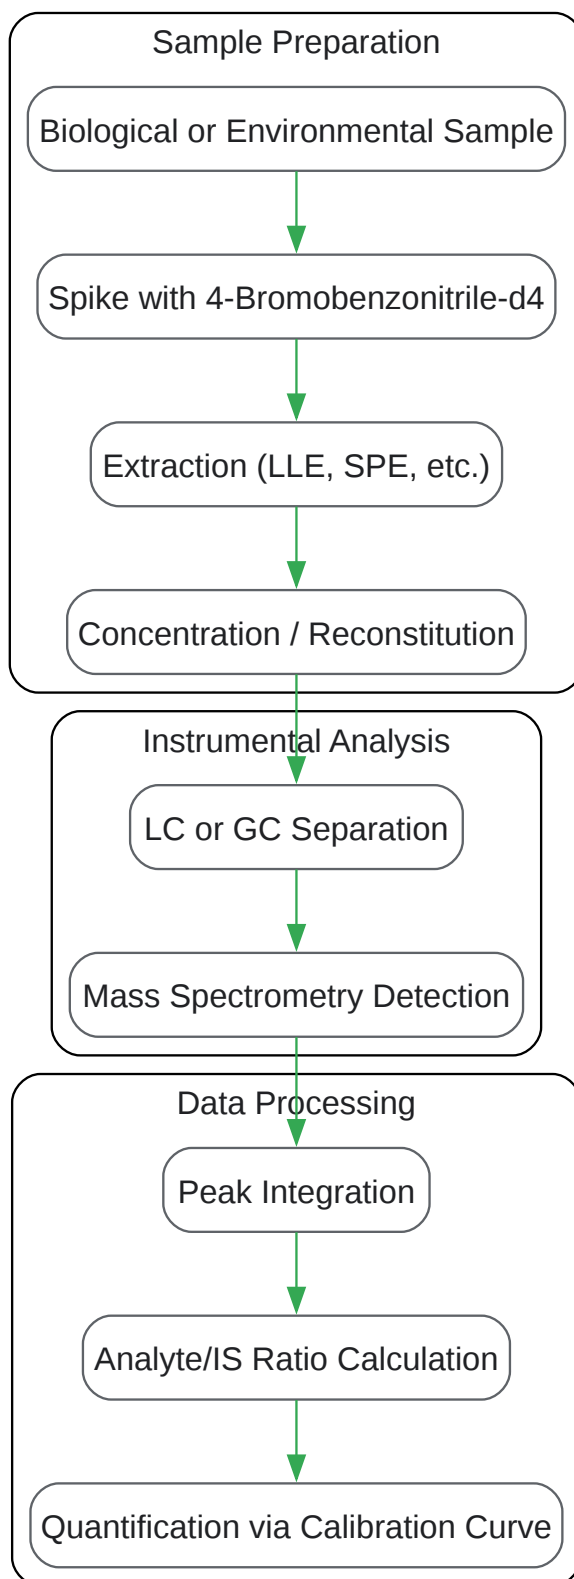 Sample Preparation
Biological or Environmental Sample
Spike with 4-Bromobenzonitrile-d4
Extraction (LLE, SPE, etc.)
Concentration / Reconstitution
Instrumental Analysis
LC or GC Separation
Mass Spectrometry Detection
Data Processing
Peak Integration
Analyte/IS Ratio Calculation
Quantification via Calibration Curve